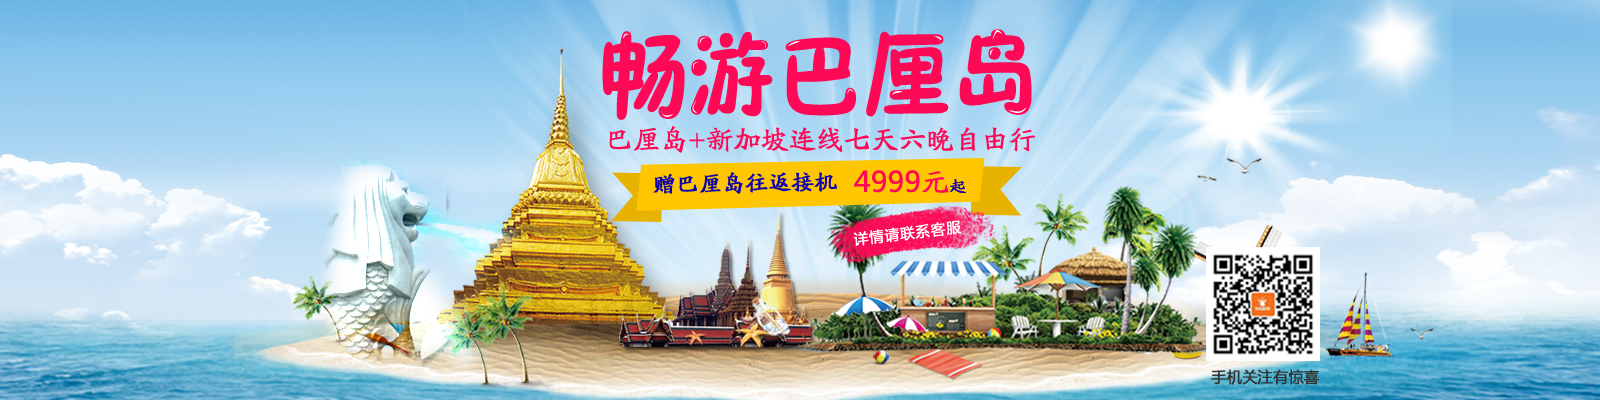 畅游巴厘岛
巴厘岛+新加坡连线七天六晚自由行
赠巴厘岛往返接机 4999元起
详情请联系客服
手机关注有惊喜